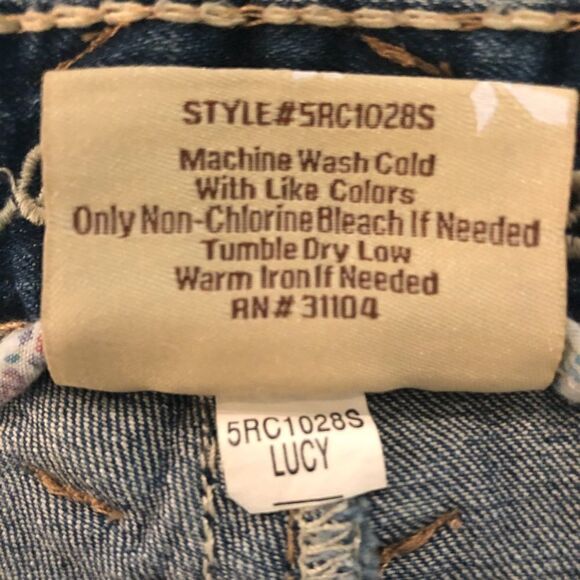 STYLE#5RC1028S
Machine Wash Cold
With Like Colors
Only Non-Chlorine Bleach If Needed
Tumble Dry Low
Warm Iron If Needed
RN# 31104
5RC1028S
LUCY